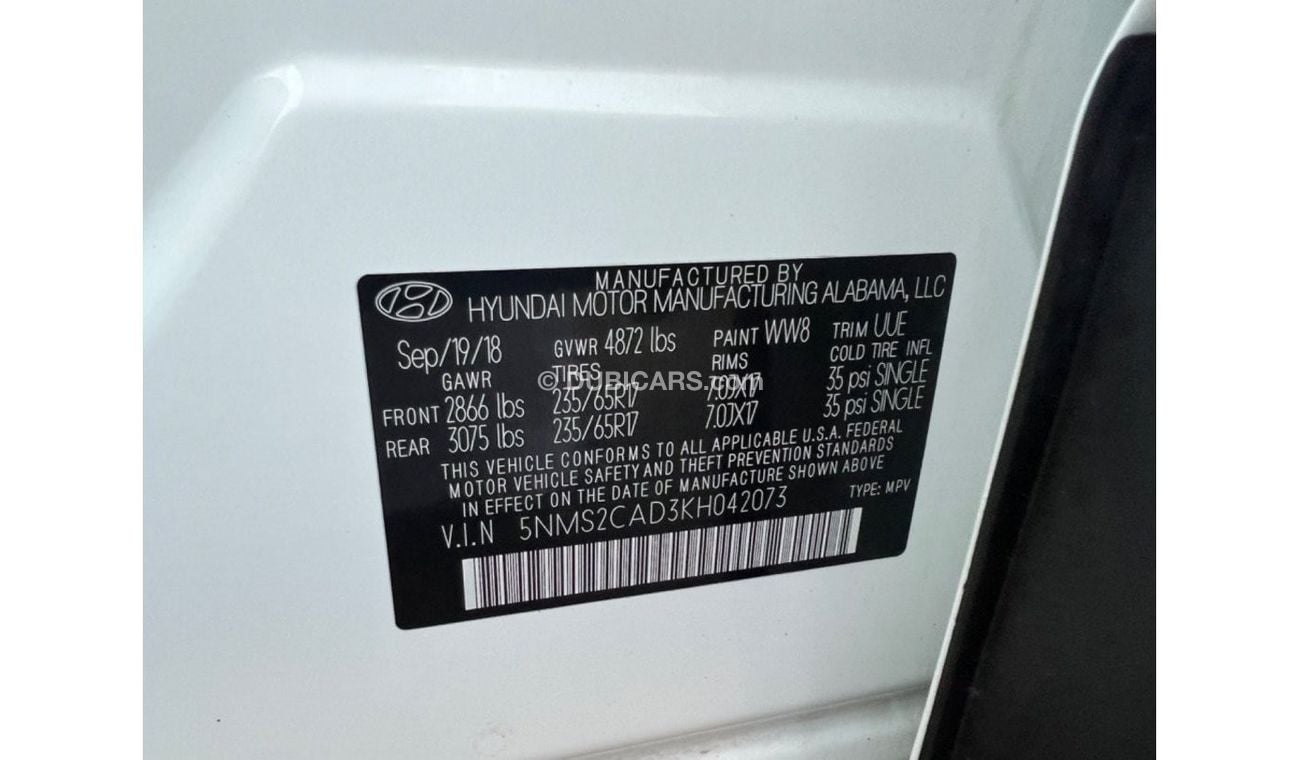 MANUFACTURED BY
HYUNDAI MOTOR MANUFACTURING ALABAMA, LLC
Sep/19/18 GVWR 4872 lbs PAINT WW8 TRIM UUE
GAWR TIRES RIMS COLD TIRE INFL
© DUBICARS.com
FRONT 2866 lbs 235/65R17 7.0JX17 35 psi SINGLE
REAR 3075 lbs 235/65R17 7.0JX17 35 psi SINGLE
THIS VEHICLE CONFORMS TO ALL APPLICABLE U.S.A. FEDERAL
MOTOR VEHICLE SAFETY AND THEFT PREVENTION STANDARDS
IN EFFECT ON THE DATE OF MANUFACTURE SHOWN ABOVE
V.I.N 5NMS2CAD3KH042073 TYPE: MPV